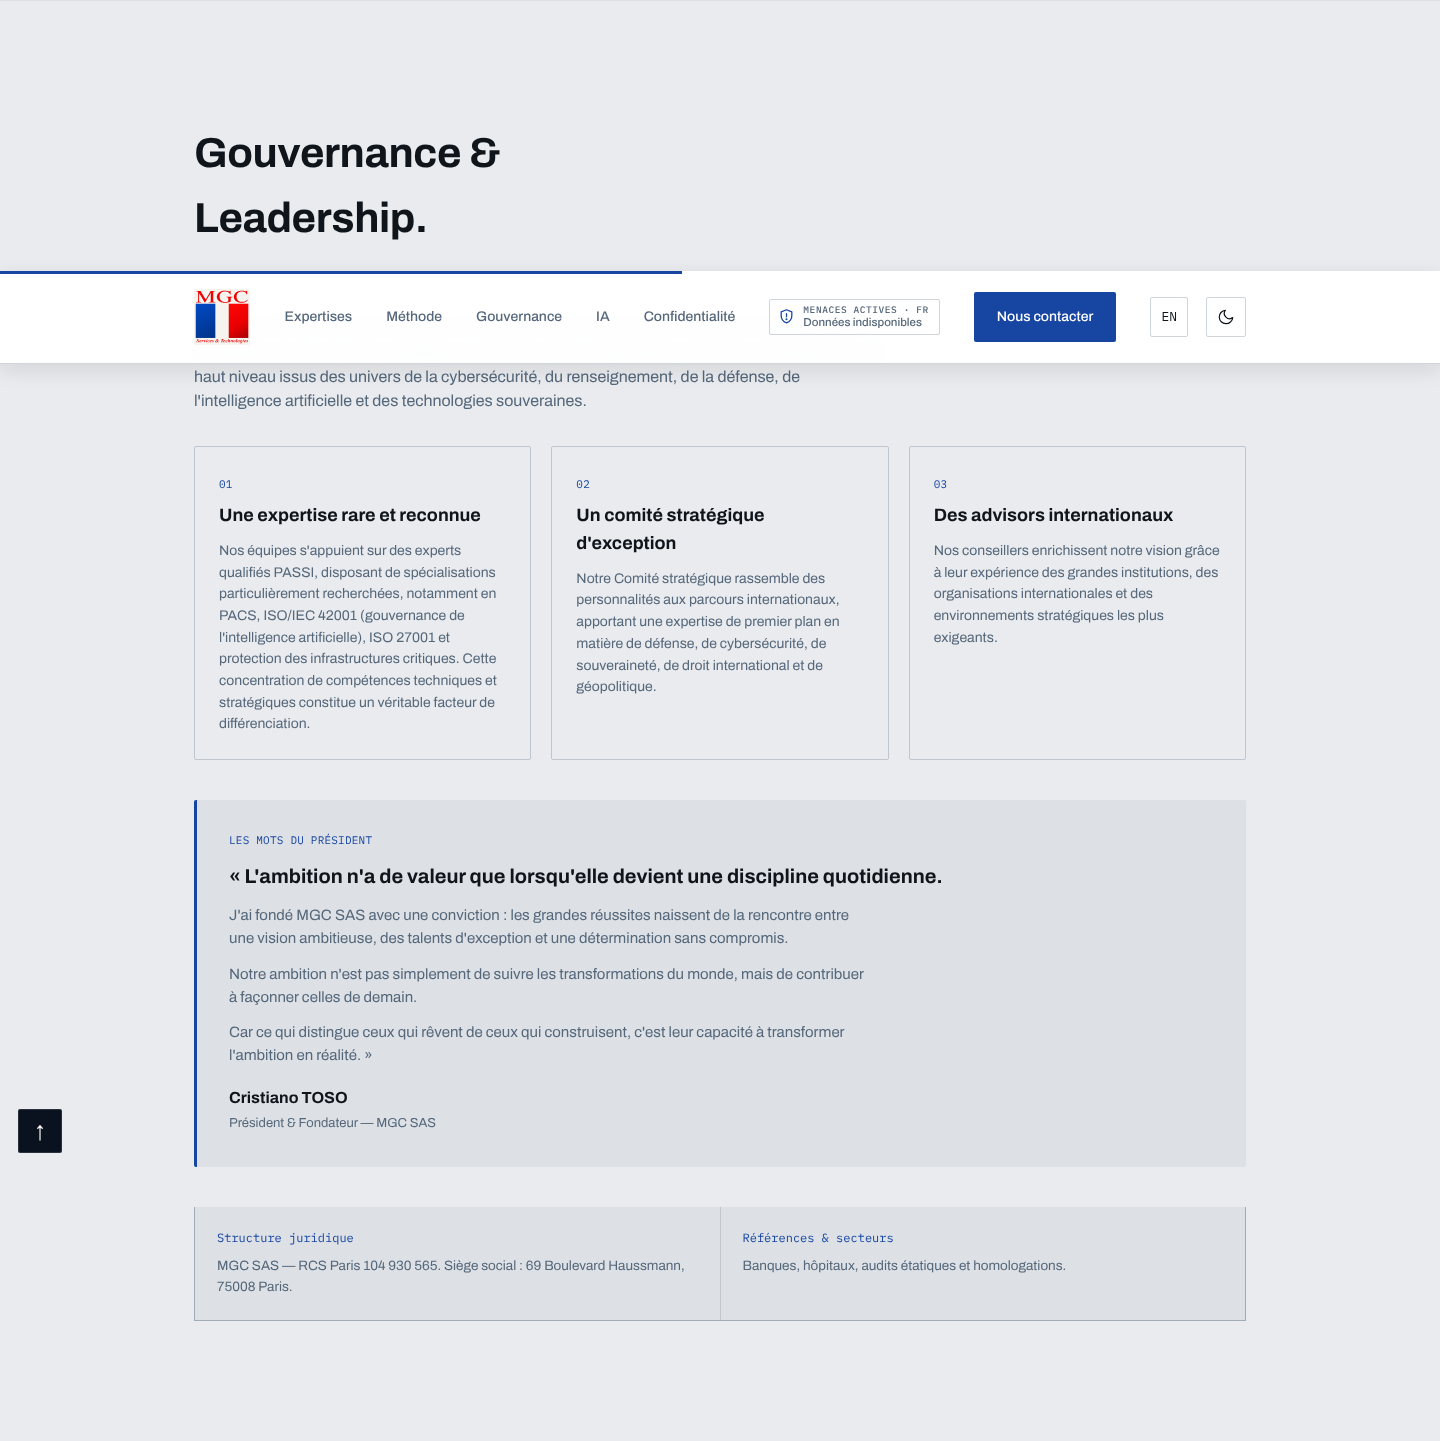 Gouvernance &
Leadership.
MGC
Services & Technologies
Expertises
Méthode
Gouvernance
IA
Confidentialité
MENACES ACTIVES · FR
Données indisponibles
Nous contacter
EN
haut niveau issus des univers de la cybersécurité, du renseignement, de la défense, de
l'intelligence artificielle et des technologies souveraines.
01
Une expertise rare et reconnue
Nos équipes s'appuient sur des experts
qualifiés PASSI, disposant de spécialisations
particulièrement recherchées, notamment en
PACS, ISO/IEC 42001 (gouvernance de
l'intelligence artificielle), ISO 27001 et
protection des infrastructures critiques. Cette
concentration de compétences techniques et
stratégiques constitue un véritable facteur de
différenciation.
02
Un comité stratégique
d'exception
Notre Comité stratégique rassemble des
personnalités aux parcours internationaux,
apportant une expertise de premier plan en
matière de défense, de cybersécurité, de
souveraineté, de droit international et de
géopolitique.
03
Des advisors internationaux
Nos conseillers enrichissent notre vision grâce
à leur expérience des grandes institutions, des
organisations internationales et des
environnements stratégiques les plus
exigeants.
LES MOTS DU PRÉSIDENT
« L'ambition n'a de valeur que lorsqu'elle devient une discipline quotidienne.
J'ai fondé MGC SAS avec une conviction : les grandes réussites naissent de la rencontre entre
une vision ambitieuse, des talents d'exception et une détermination sans compromis.
Notre ambition n'est pas simplement de suivre les transformations du monde, mais de contribuer
à façonner celles de demain.
Car ce qui distingue ceux qui rêvent de ceux qui construisent, c'est leur capacité à transformer
l'ambition en réalité. »
Cristiano TOSO
Président & Fondateur — MGC SAS
↑
Structure juridique
MGC SAS — RCS Paris 104 930 565. Siège social : 69 Boulevard Haussmann,
75008 Paris.
Références & secteurs
Banques, hôpitaux, audits étatiques et homologations.